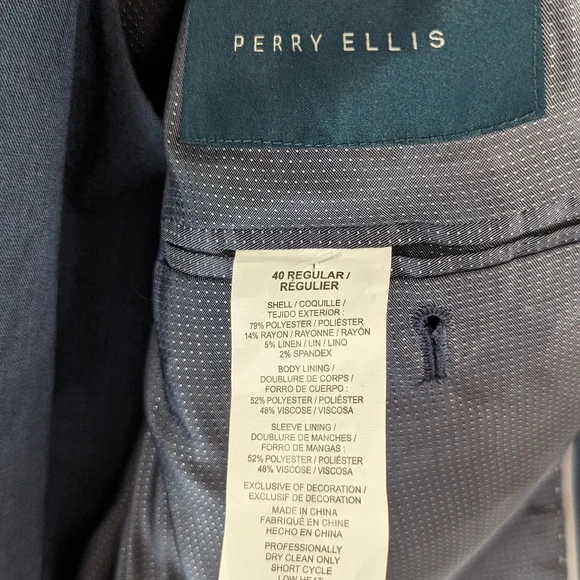 PERRY ELLIS
1
40 REGULAR /
RÉGULIER
SHELL / COQUILLE /
TEJIDO EXTERIOR :
79% POLYESTER / POLIÉSTER
14% RAYON / RAYONNE / RAYÓN
5% LINEN / LIN / LINO
2% SPANDEX
BODY LINING /
DOUBLURE DE CORPS /
FORRO DE CUERPO :
52% POLYESTER / POLIÉSTER
48% VISCOSE / VISCOSA
SLEEVE LINING /
DOUBLURE DE MANCHES /
FORRO DE MANGAS :
52% POLYESTER / POLIÉSTER
48% VISCOSE / VISCOSA
EXCLUSIVE OF DECORATION /
EXCLUSIF DE DECORATION
MADE IN CHINA
FABRIQUÉ EN CHINE
HECHO EN CHINA
PROFESSIONALLY
DRY CLEAN ONLY
SHORT CYCLE
LOW HEAT